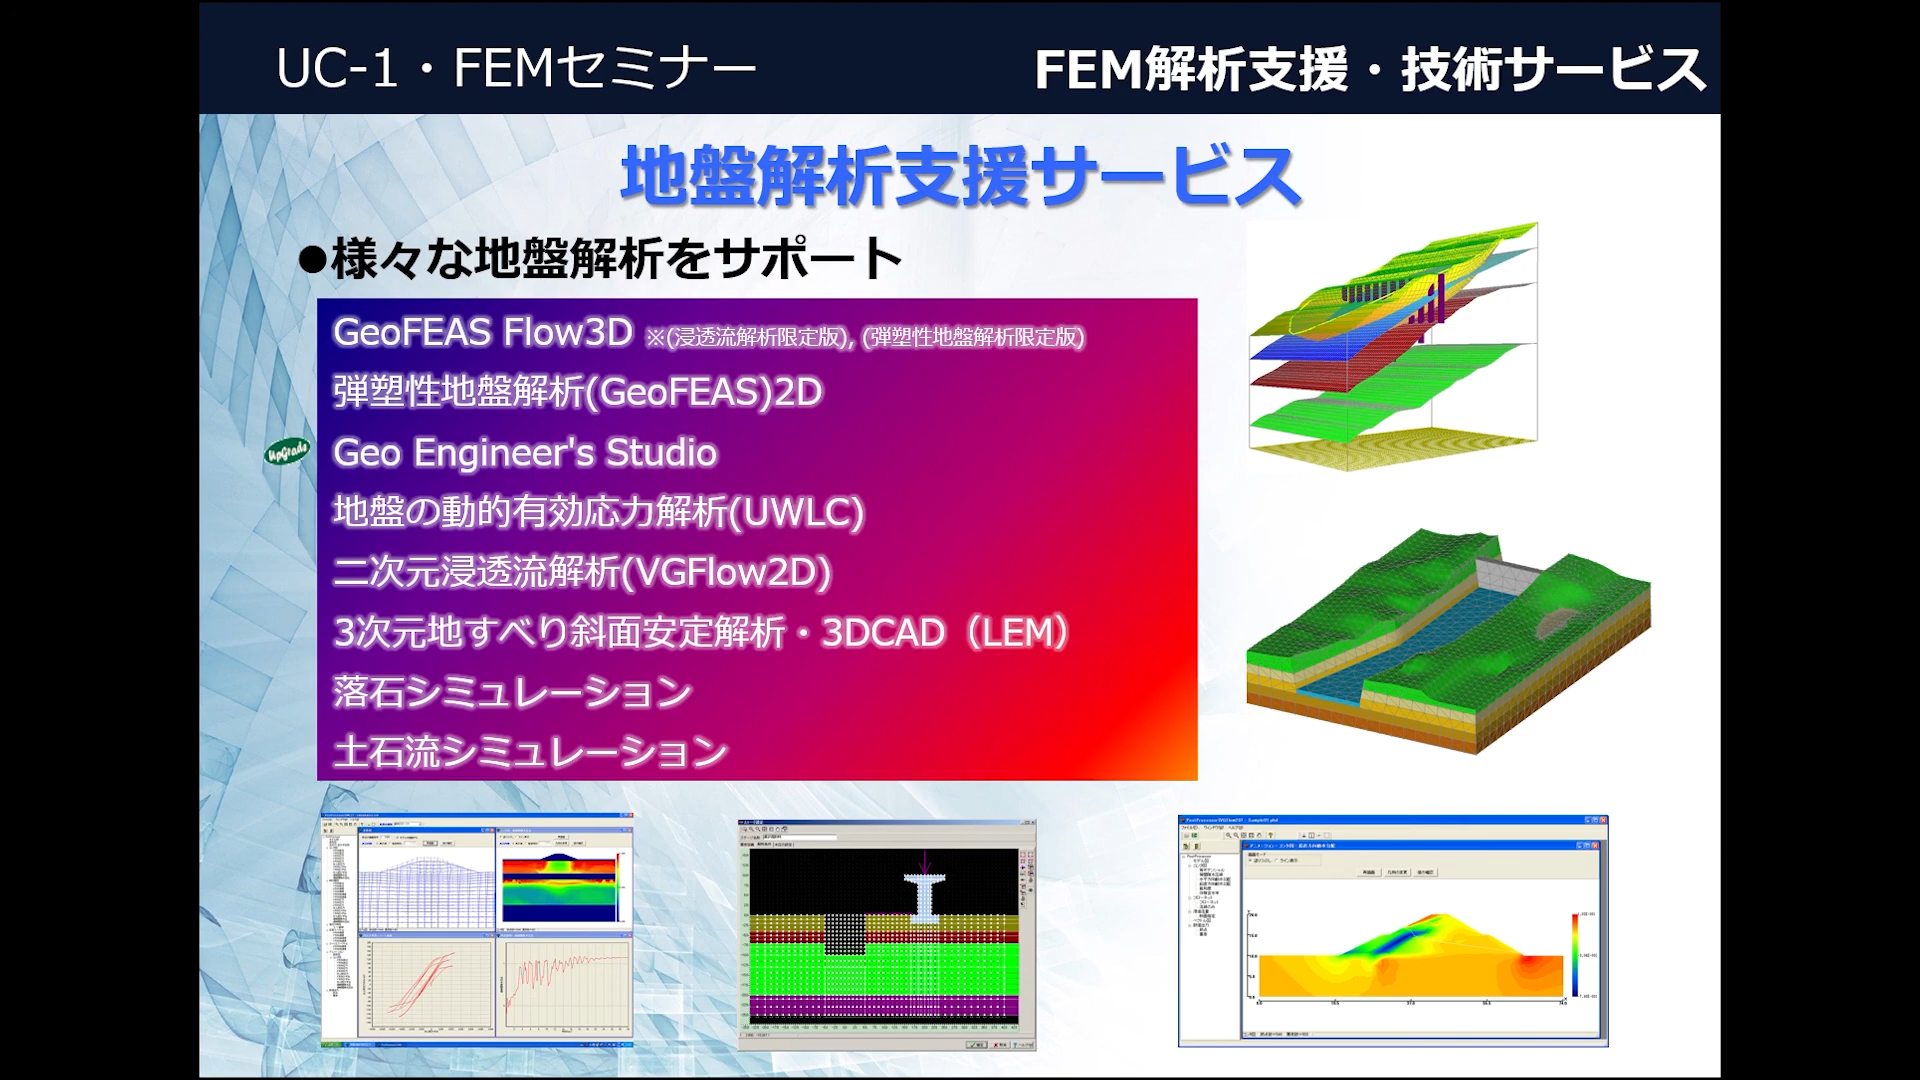 UC-1・FEMセミナー
FEM解析支援・技術サービス
地盤解析支援サービス
●様々な地盤解析をサポート
GeoFEAS Flow3D ※(浸透流解析限定版), (弾塑性地盤解析限定版)
弾塑性地盤解析(GeoFEAS)2D
UpGrade
Geo Engineer's Studio
地盤の動的有効応力解析(UWLC)
二次元浸透流解析(VGFlow2D)
3次元地すべり斜面安定解析・3DCAD（LEM）
落石シミュレーション
土石流シミュレーション